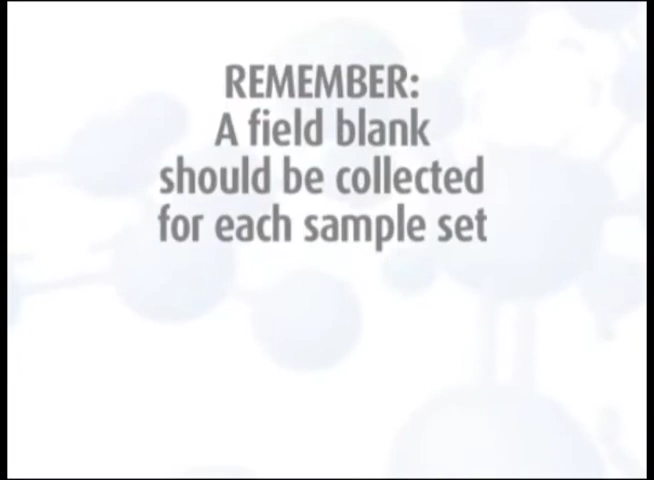 REMEMBER:
A field blank
should be collected
for each sample set